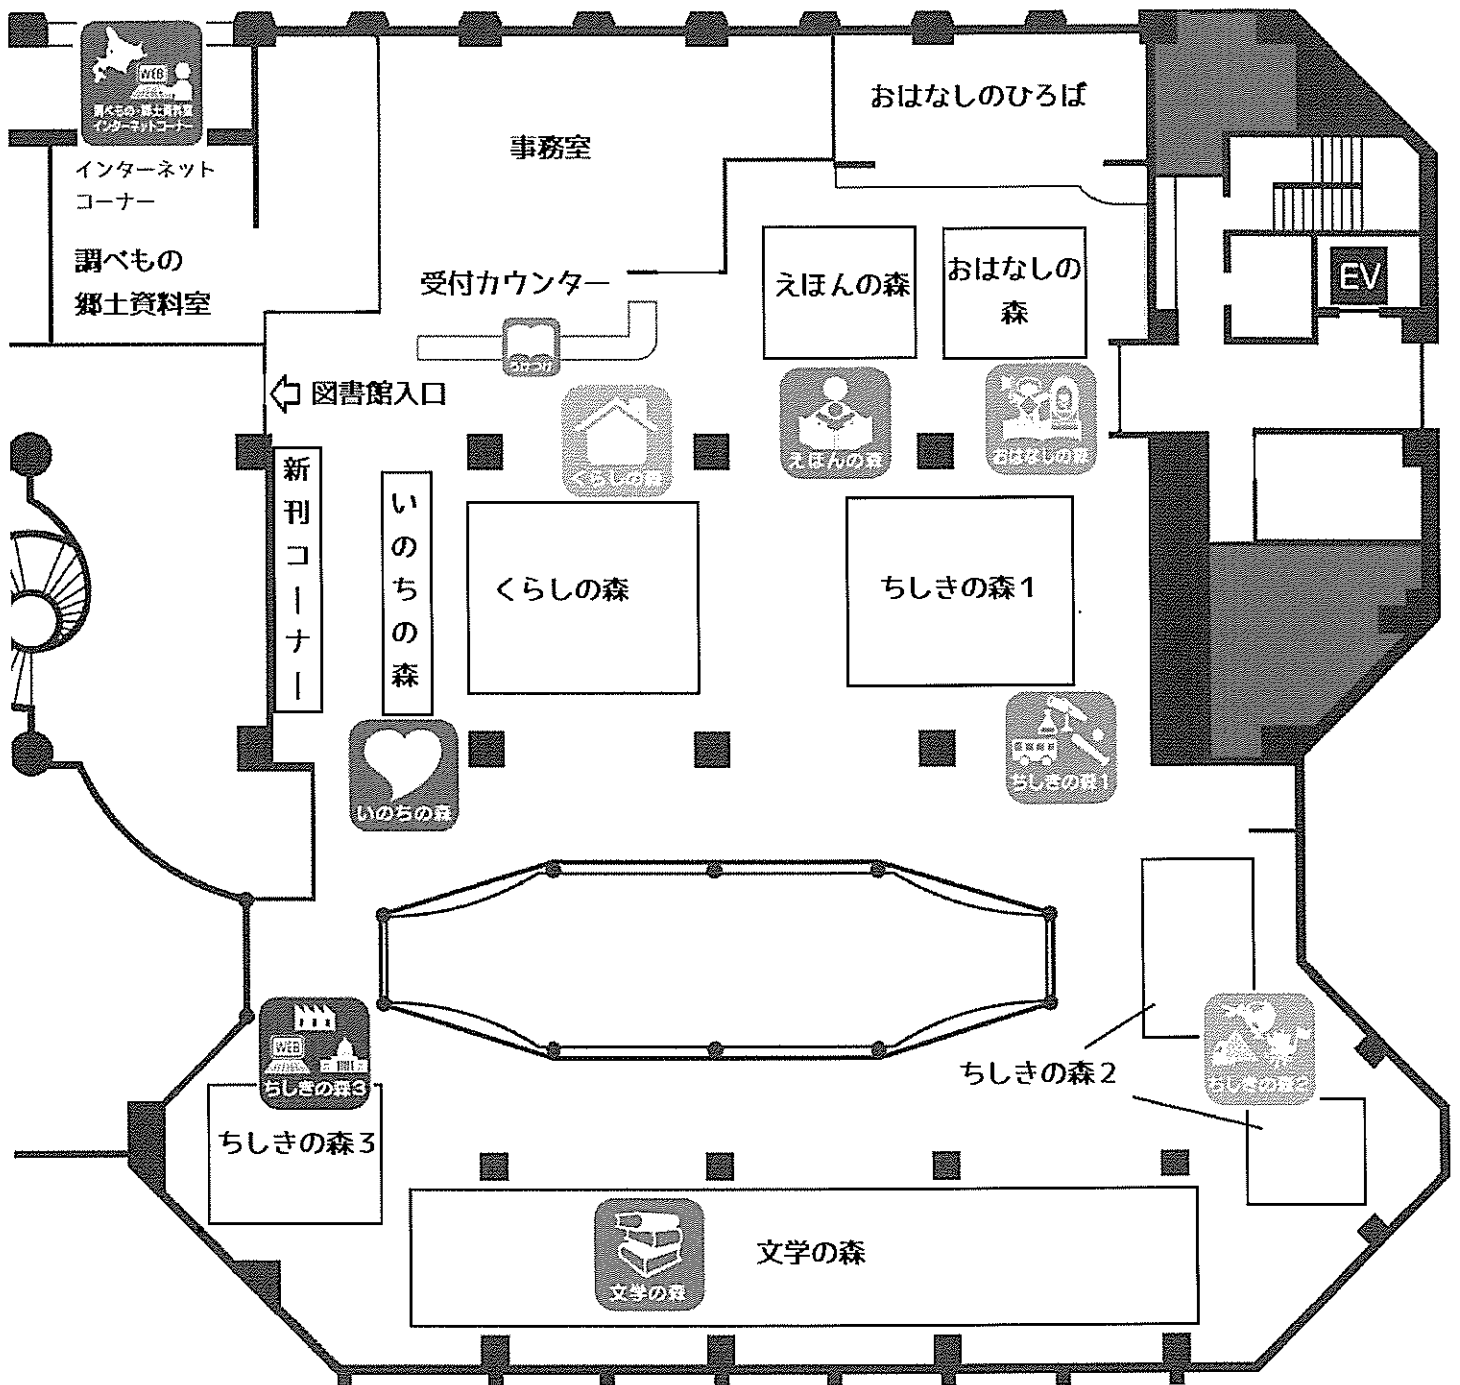 WEB
調べもの・郷土資料室
インターネットコーナー
インターネット
コーナー
調べもの
郷土資料室
事務室
おはなしのひろば
受付カウンター
うけつけ
えほんの森
おはなしの
森
EV
図書館入口
くらしの森
えほんの森
おはなしの森
新刊コーナー
いのちの森
くらしの森
ちしきの森1
いのちの森
ちしきの森1
WEB
ちしきの森3
ちしきの森3
ちしきの森2
ちしきの森2
文学の森
文学の森